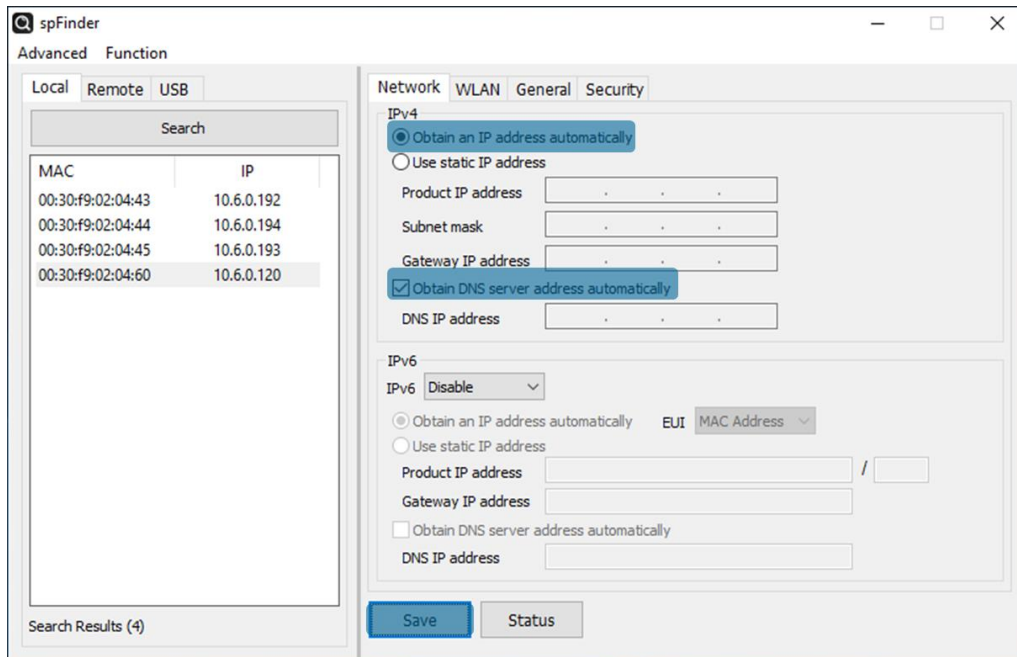 spFinder
Advanced Function
Local Remote USB
Search
MAC IP
00:30:f9:02:04:43 10.6.0.192
00:30:f9:02:04:44 10.6.0.194
00:30:f9:02:04:45 10.6.0.193
00:30:f9:02:04:60 10.6.0.120
Search Results (4)
Network WLAN General Security
IPv4
Obtain an IP address automatically
Use static IP address
Product IP address . . .
Subnet mask . . .
Gateway IP address . . .
Obtain DNS server address automatically
DNS IP address . . .
IPv6
IPv6 Disable
Obtain an IP address automatically EUI MAC Address
Use static IP address
Product IP address /
Gateway IP address
Obtain DNS server address automatically
DNS IP address
Save Status